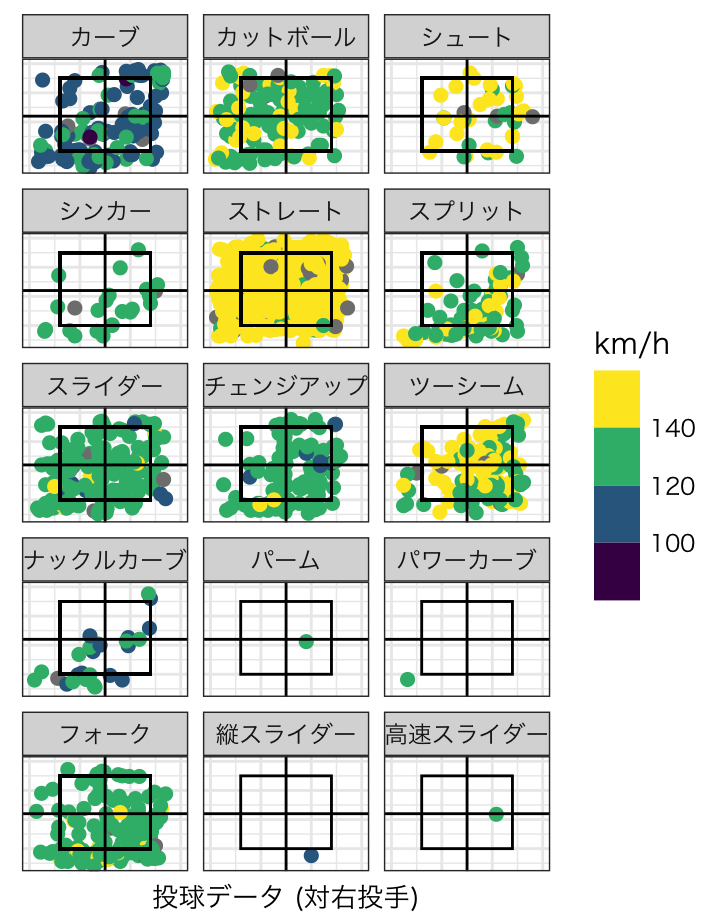 カーブ
カットボール
シュート
シンカー
ストレート
スプリット
スライダー
チェンジアップ
ツーシーム
ナックルカーブ
パーム
パワーカーブ
フォーク
縦スライダー
高速スライダー
km/h
140
120
100
投球データ (対右投手)